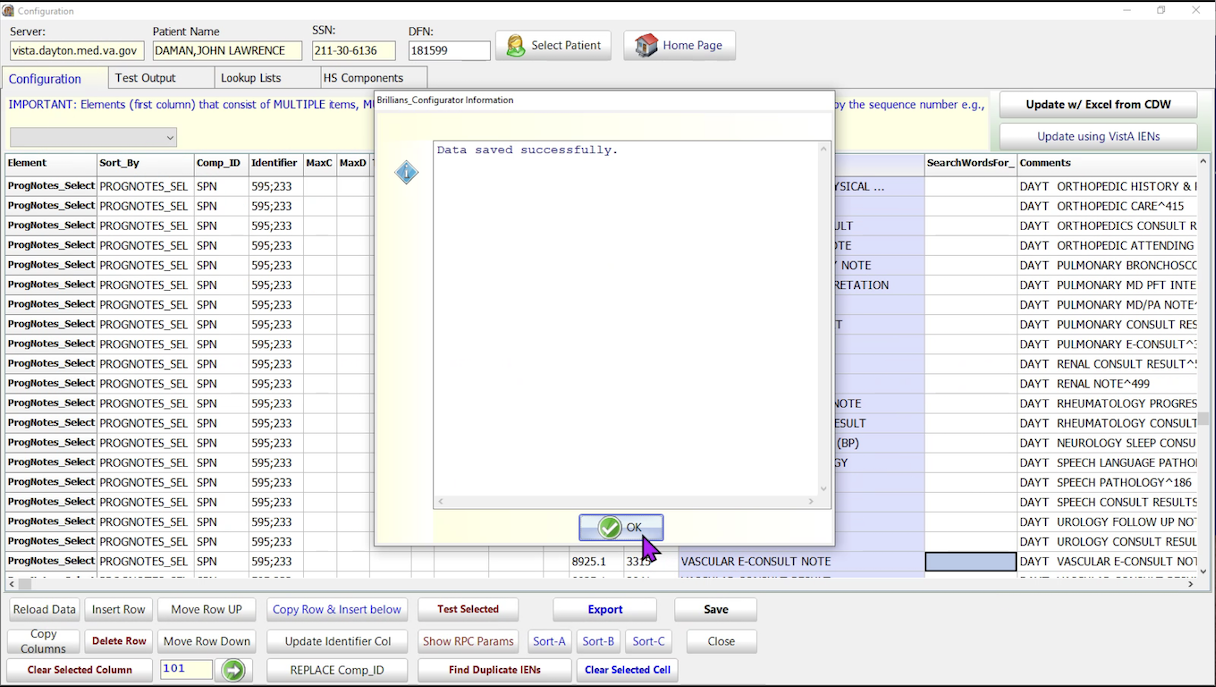 Configuration
Server:
Patient Name
SSN:
DFN:
vista.dayton.med.va.gov
DAMAN,JOHN LAWRENCE
211-30-6136
181599
Select Patient
Home Page
Configuration
Test Output
Lookup Lists
HS Components
IMPORTANT: Elements (first column) that consist of MULTIPLE items,
by the sequence number e.g.,
Update w/ Excel from CDW
Update using VistA IENs
Brillians_Configurator Information
Data saved successfully.
OK
Element Sort_By Comp_ID Identifier MaxC MaxD SearchWordsFor_ Comments
ProgNotes_Select PROGNOTES_SEL SPN 595;233 YSICAL ... DAYT ORTHOPEDIC HISTORY &
ProgNotes_Select PROGNOTES_SEL SPN 595;233 DAYT ORTHOPEDIC CARE^415
ProgNotes_Select PROGNOTES_SEL SPN 595;233 ULT DAYT ORTHOPEDICS CONSULT R
ProgNotes_Select PROGNOTES_SEL SPN 595;233 OTE DAYT ORTHOPEDIC ATTENDING
ProgNotes_Select PROGNOTES_SEL SPN 595;233 Y NOTE DAYT PULMONARY BRONCHOSCO
ProgNotes_Select PROGNOTES_SEL SPN 595;233 RETATION DAYT PULMONARY MD PFT INTE
ProgNotes_Select PROGNOTES_SEL SPN 595;233 DAYT PULMONARY MD/PA NOTE^
ProgNotes_Select PROGNOTES_SEL SPN 595;233 T DAYT PULMONARY CONSULT RES
ProgNotes_Select PROGNOTES_SEL SPN 595;233 DAYT PULMONARY E-CONSULT^3
ProgNotes_Select PROGNOTES_SEL SPN 595;233 DAYT RENAL CONSULT RESULT^5
ProgNotes_Select PROGNOTES_SEL SPN 595;233 DAYT RENAL NOTE^499
ProgNotes_Select PROGNOTES_SEL SPN 595;233 NOTE DAYT RHEUMATOLOGY PROGRES
ProgNotes_Select PROGNOTES_SEL SPN 595;233 ESULT DAYT RHEUMATOLOGY CONSULT
ProgNotes_Select PROGNOTES_SEL SPN 595;233 (BP) DAYT NEUROLOGY SLEEP CONSU
ProgNotes_Select PROGNOTES_SEL SPN 595;233 GY DAYT SPEECH LANGUAGE PATHO
ProgNotes_Select PROGNOTES_SEL SPN 595;233 DAYT SPEECH PATHOLOGY^186
ProgNotes_Select PROGNOTES_SEL SPN 595;233 DAYT SPEECH CONSULT RESULTS
ProgNotes_Select PROGNOTES_SEL SPN 595;233 DAYT UROLOGY FOLLOW UP NO
ProgNotes_Select PROGNOTES_SEL SPN 595;233 DAYT UROLOGY CONSULT RESUL
ProgNotes_Select PROGNOTES_SEL SPN 595;233 8925.1 3315 VASCULAR E-CONSULT NOTE DAYT VASCULAR E-CONSULT NOT
Reload Data
Insert Row
Move Row UP
Copy Row & Insert below
Test Selected
Export
Save
Copy
Columns
Delete Row
Move Row Down
Update Identifier Col
Show RPC Params
Sort-A
Sort-B
Sort-C
Close
Clear Selected Column
101
REPLACE Comp_ID
Find Duplicate IENs
Clear Selected Cell